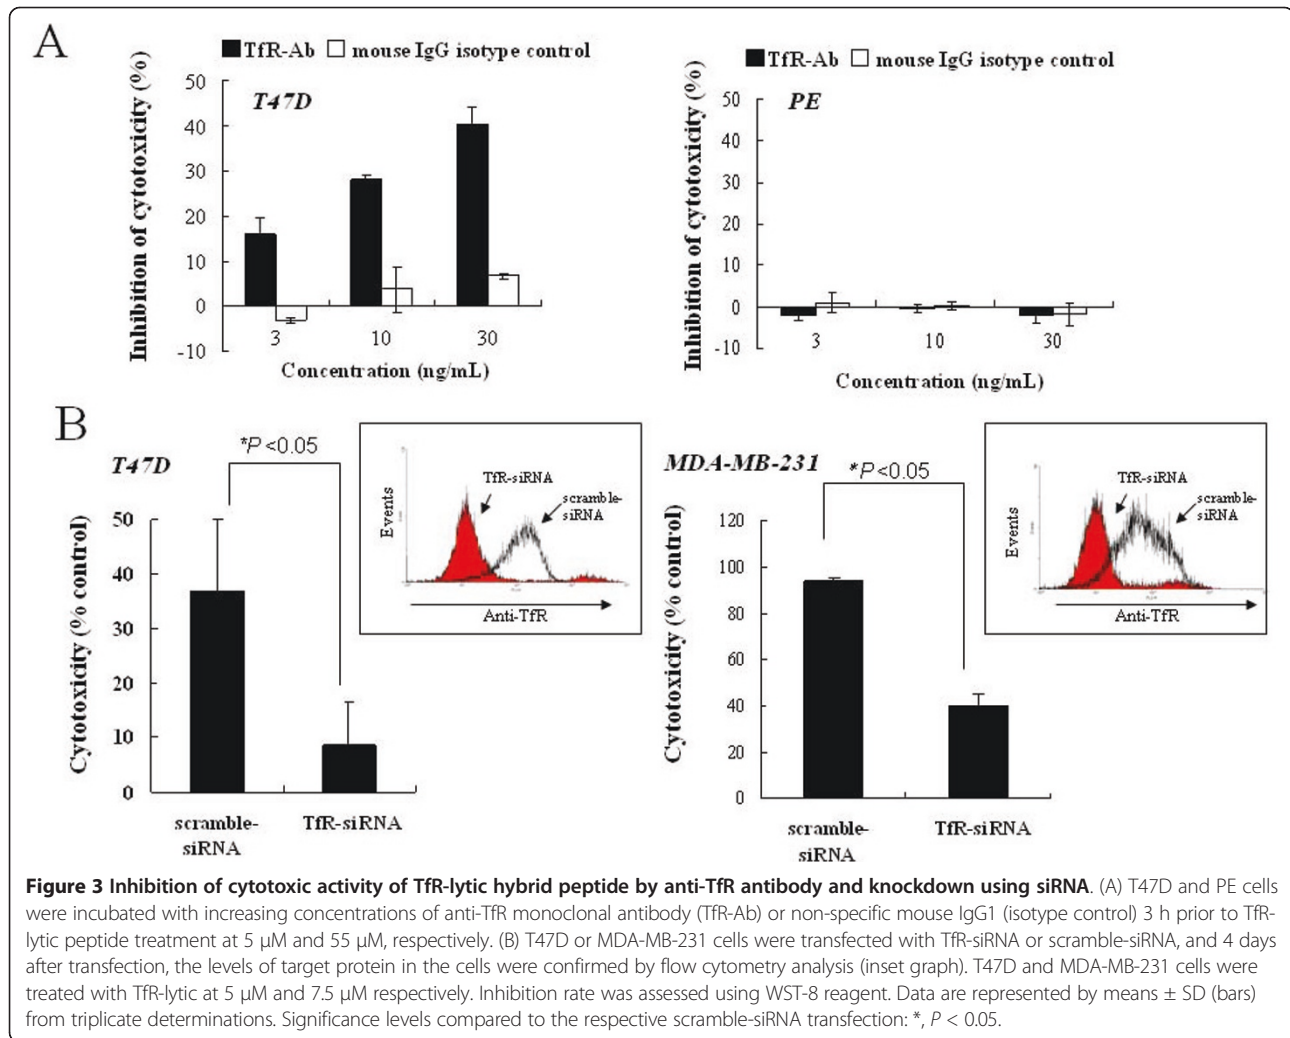 A
TfR-Ab mouse IgG isotype control
T47D
Inhibition of cytotoxicity (%)
50
40
30
20
10
0
-10
3 10 30
Concentration (ng/mL)
TfR-Ab mouse IgG isotype control
PE
Inhibition of cytotoxicity (%)
50
40
30
20
10
0
-10
3 10 30
Concentration (ng/mL)
B
T47D
*P<0.05
Cytotoxicity (% control)
50
40
30
20
10
0
scramble-
siRNA
TfR-siRNA
TfR-siRNA
scramble-
siRNA
Events
Anti-TfR
MDA-MB-231
*P<0.05
Cytotoxicity (% control)
120
100
80
60
40
20
0
scramble-
siRNA
TfR-siRNA
TfR-siRNA
scramble-
siRNA
Events
Anti-TfR
Figure 3 Inhibition of cytotoxic activity of TfR-lytic hybrid peptide by anti-TfR antibody and knockdown using siRNA. (A) T47D and PE cells
were incubated with increasing concentrations of anti-TfR monoclonal antibody (TfR-Ab) or non-specific mouse IgG1 (isotype control) 3 h prior to TfR-
lytic peptide treatment at 5 μM and 55 μM, respectively. (B) T47D or MDA-MB-231 cells were transfected with TfR-siRNA or scramble-siRNA, and 4 days
after transfection, the levels of target protein in the cells were confirmed by flow cytometry analysis (inset graph). T47D and MDA-MB-231 cells were
treated with TfR-lytic at 5 μM and 7.5 μM respectively. Inhibition rate was assessed using WST-8 reagent. Data are represented by means ± SD (bars)
from triplicate determinations. Significance levels compared to the respective scramble-siRNA transfection: *, P < 0.05.